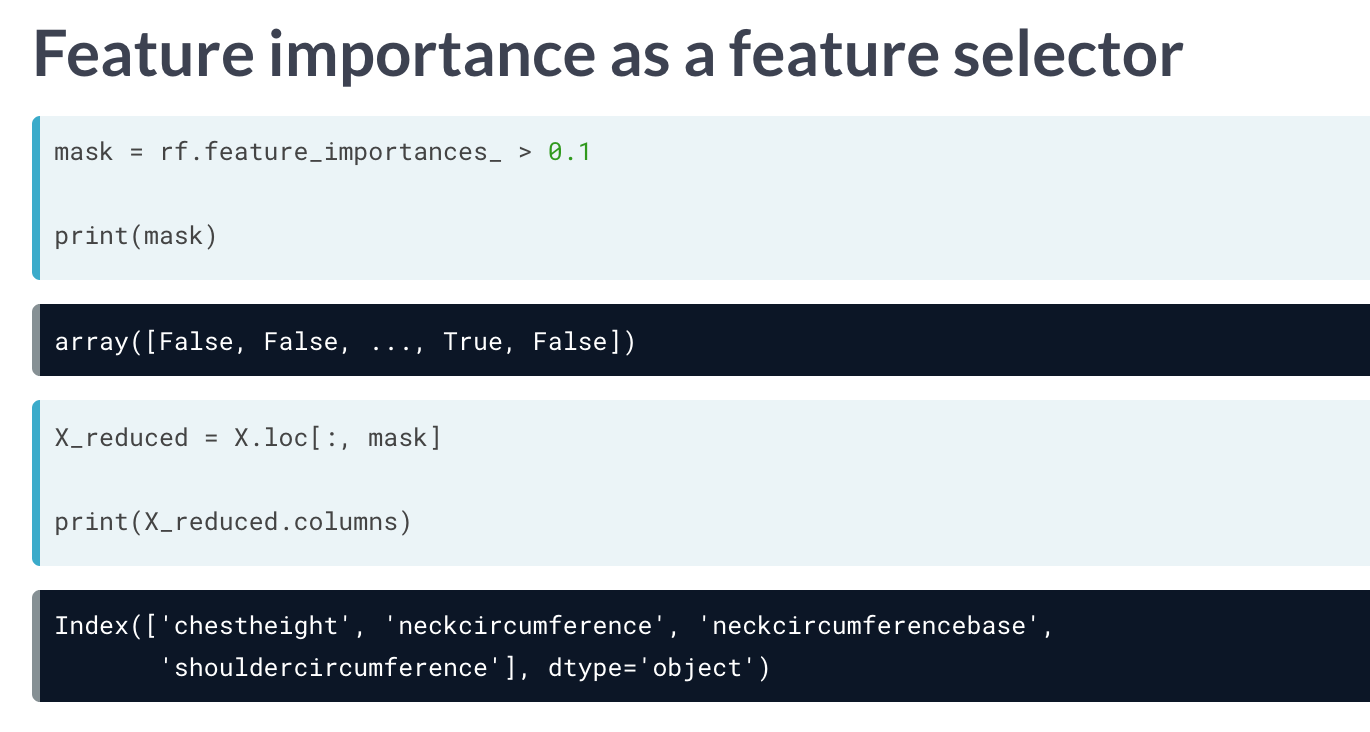 Feature importance as a feature selector
mask = rf.feature_importances_ > 0.1
print(mask)
array([False, False, ..., True, False])
X_reduced = X.loc[:, mask]
print(X_reduced.columns)
Index(['chestheight', 'neckcircumference', 'neckcircumferencebase',
'shouldercircumference'], dtype='object')